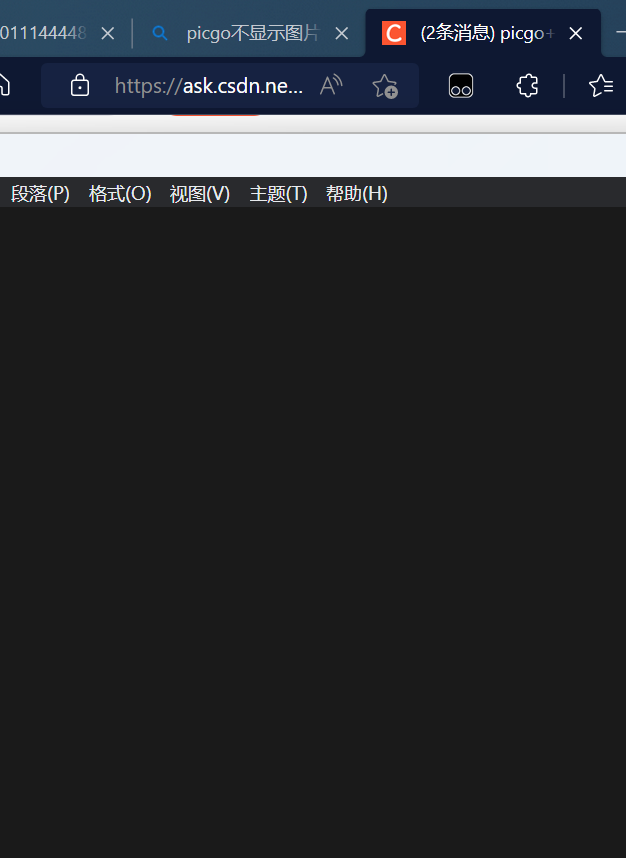 011144448 picgo不显示图片 (2条消息) picgo+
https://ask.csdn.ne...
段落(P) 格式(O) 视图(V) 主题(T) 帮助(H)